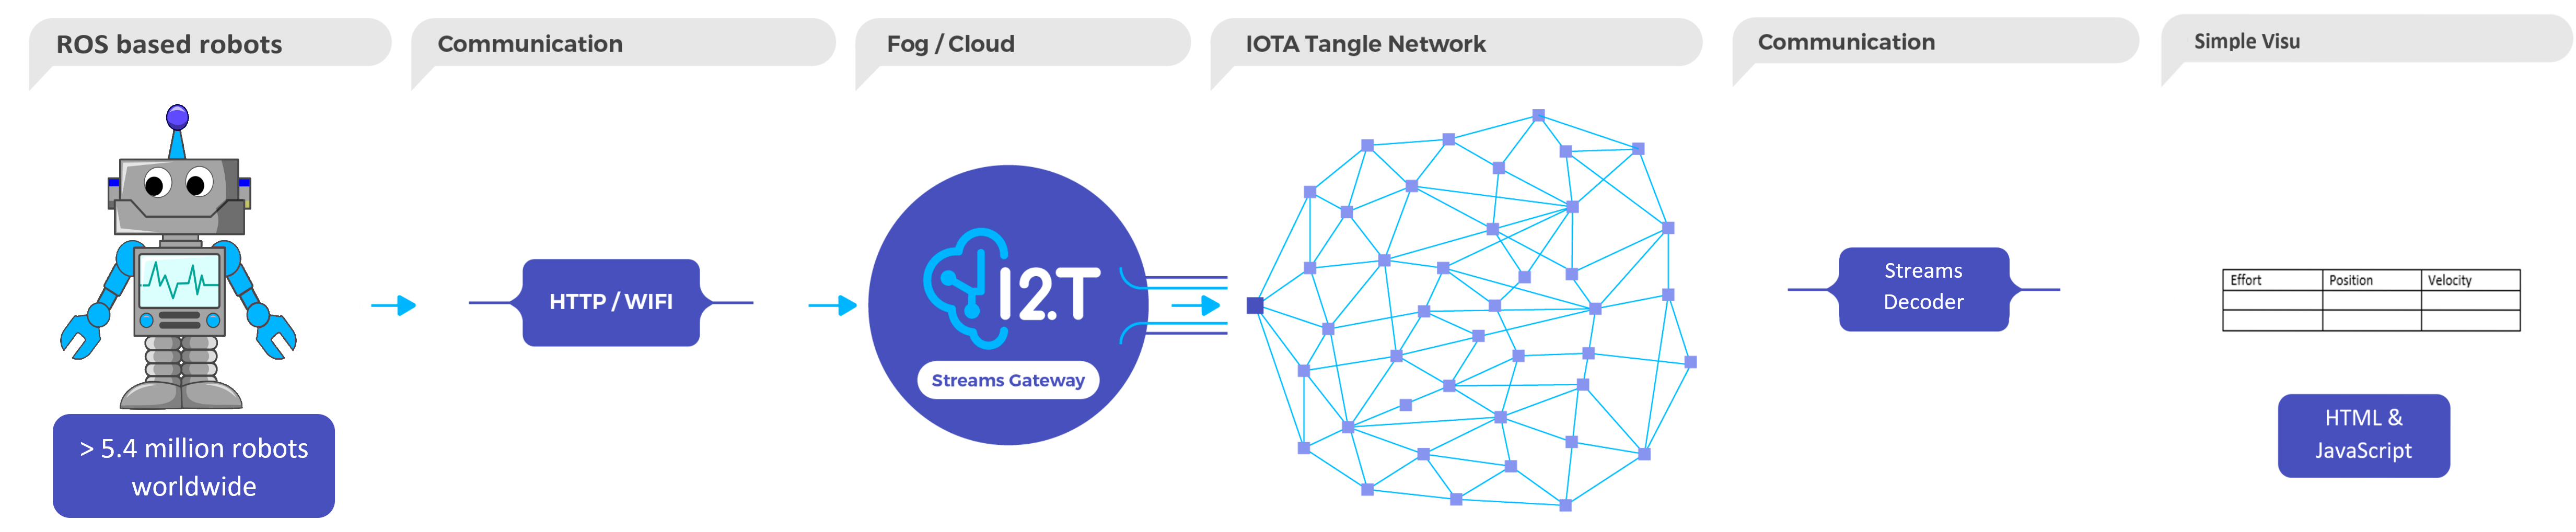 ROS based robots
Communication
Fog / Cloud
IOTA Tangle Network
Communication
Simple Visu
HTTP / WIFI
I2.T
Streams Gateway
Streams
Decoder
Effort Position Velocity
> 5.4 million robots
worldwide
HTML &
JavaScript